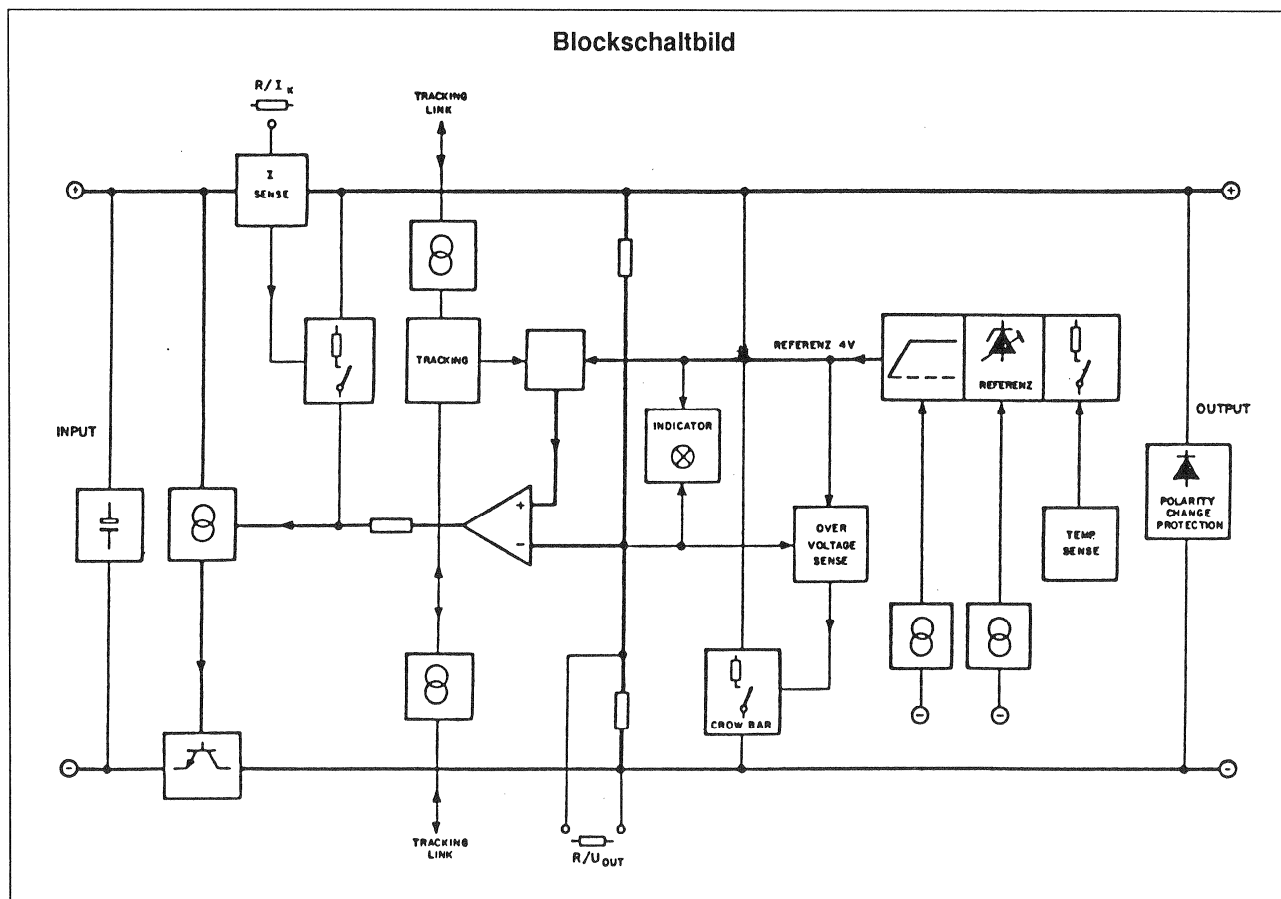 Blockschaltbild
R/I K
TRACKING
LINK
+
I
SENSE
+
TRACKING
REFERENZ 4V
REFERENZ
INPUT
INDICATOR
OUTPUT
+
-
OVER
VOLTAGE
SENSE
TEMP.
SENSE
POLARITY
CHANGE
PROTECTION
CROW BAR
-
-
-
-
TRACKING
LINK
R/U OUT